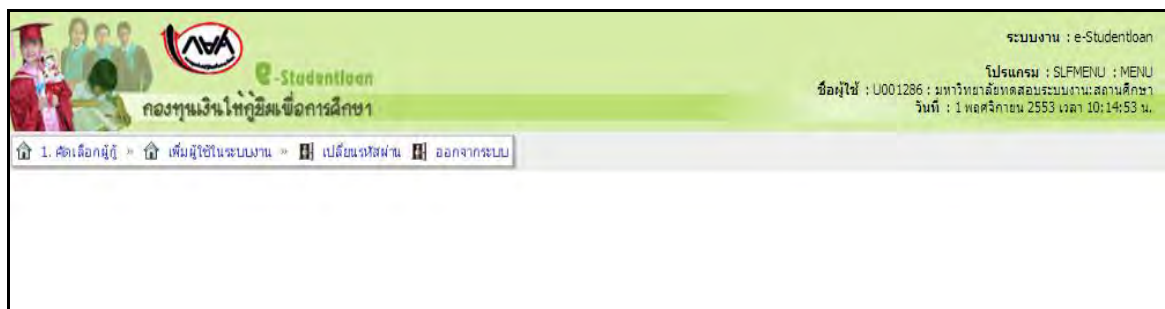 กยศ
e-Studentloan
กองทุนเงินให้กู้ยืมเพื่อการศึกษา
ระบบงาน : e-Studentloan
โปรแกรม : SLFMENU : MENU
ชื่อผู้ใช้ : U001286 : มหาวิทยาลัยทดสอบระบบงาน:สถานศึกษา
วันที่ : 1 พฤศจิกายน 2553 เวลา 10:14:53 น.
1. คัดเลือกผู้กู้ » เพิ่มผู้ใช้ในระบบงาน » เปลี่ยนรหัสผ่าน ออกจากระบบ